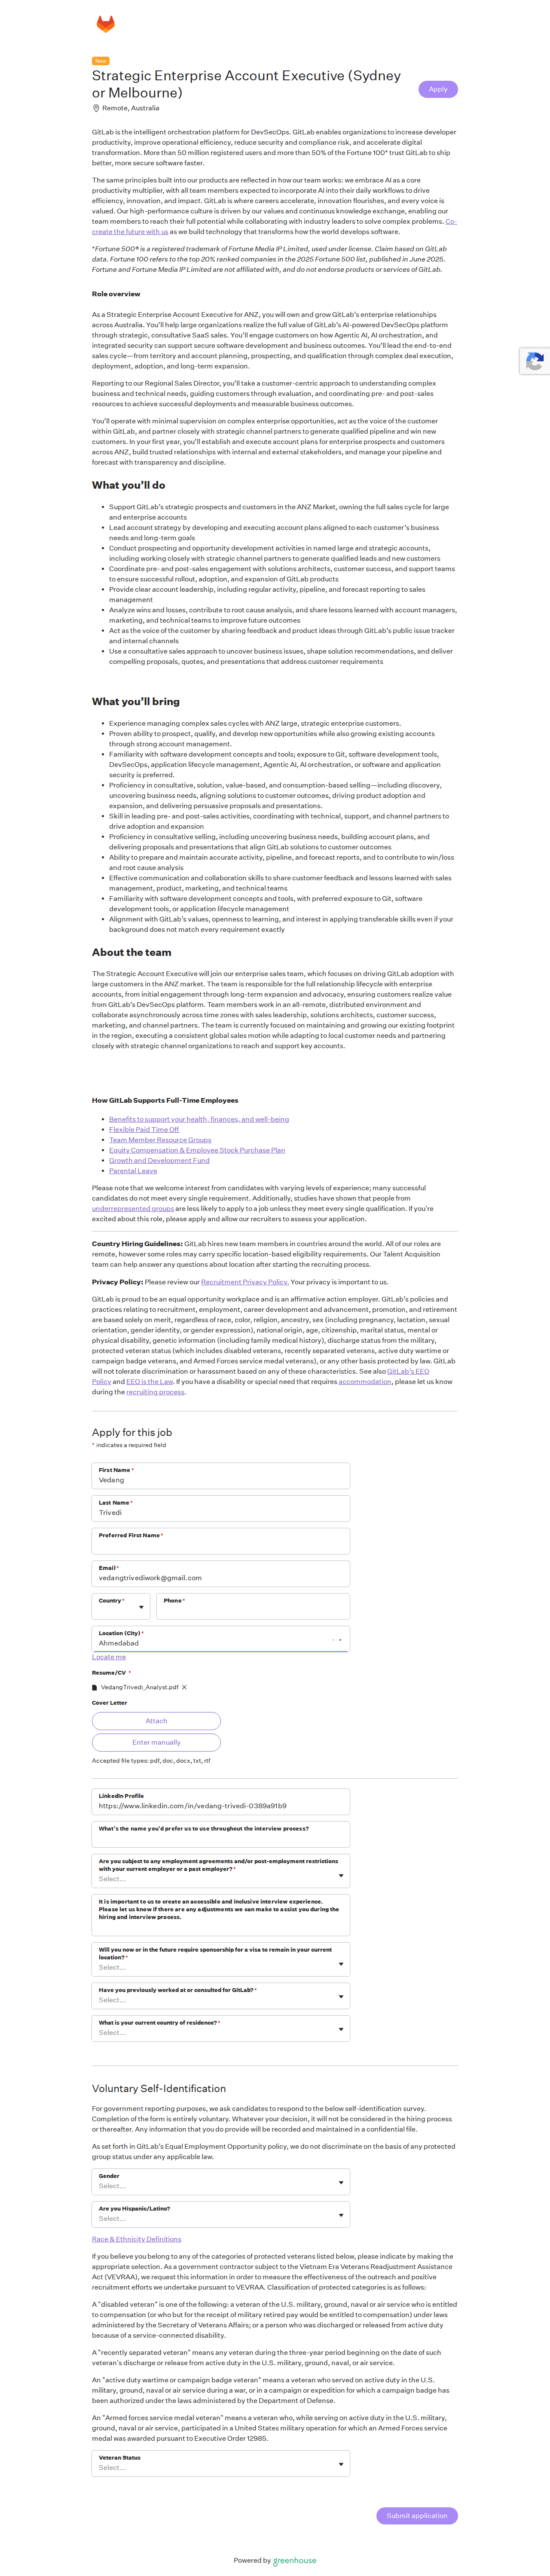 New
Strategic Enterprise Account Executive (Sydney
or Melbourne)
Apply
Remote, Australia
GitLab is the intelligent orchestration platform for DevSecOps. GitLab enables organizations to increase developer
productivity, improve operational efficiency, reduce security and compliance risk, and accelerate digital
transformation. More than 50 million registered users and more than 50% of the Fortune 100* trust GitLab to ship
better, more secure software faster.
The same principles built into our products are reflected in how our team works: we embrace AI as a core
productivity multiplier, with all team members expected to incorporate AI into their daily workflows to drive
efficiency, innovation, and impact. GitLab is where careers accelerate, innovation flourishes, and every voice is
valued. Our high-performance culture is driven by our values and continuous knowledge exchange, enabling our
team members to reach their full potential while collaborating with industry leaders to solve complex problems. Co-
create the future with us as we build technology that transforms how the world develops software.
*Fortune 500® is a registered trademark of Fortune Media IP Limited, used under license. Claim based on GitLab
data. Fortune 100 refers to the top 20% ranked companies in the 2025 Fortune 500 list, published in June 2025.
Fortune and Fortune Media IP Limited are not affiliated with, and do not endorse products or services of GitLab.
Role overview
As a Strategic Enterprise Account Executive for ANZ, you will own and grow GitLab's enterprise relationships
across Australia. You'll help large organizations realize the full value of GitLab's AI-powered DevSecOps platform
through strategic, consultative SaaS sales. You'll engage customers on how Agentic AI, AI orchestration, and
integrated security can support secure software development and business outcomes. You'll lead the end-to-end
sales cycle—from territory and account planning, prospecting, and qualification through complex deal execution,
deployment, adoption, and long-term expansion.
Reporting to our Regional Sales Director, you'll take a customer-centric approach to understanding complex
business and technical needs, guiding customers through evaluation, and coordinating pre- and post-sales
resources to achieve successful deployments and measurable business outcomes.
You'll operate with minimal supervision on complex enterprise opportunities, act as the voice of the customer
within GitLab, and partner closely with strategic channel partners to generate qualified pipeline and win new
customers. In your first year, you'll establish and execute account plans for enterprise prospects and customers
across ANZ, build trusted relationships with internal and external stakeholders, and manage your pipeline and
forecast with transparency and discipline.
What you'll do
Support GitLab's strategic prospects and customers in the ANZ Market, owning the full sales cycle for large
and enterprise accounts
Lead account strategy by developing and executing account plans aligned to each customer's business
needs and long-term goals
Conduct prospecting and opportunity development activities in named large and strategic accounts,
including working closely with strategic channel partners to generate qualified leads and new customers
Coordinate pre- and post-sales engagement with solutions architects, customer success, and support teams
to ensure successful rollout, adoption, and expansion of GitLab products
Provide clear account leadership, including regular activity, pipeline, and forecast reporting to sales
management
Analyze wins and losses, contribute to root cause analysis, and share lessons learned with account managers,
marketing, and technical teams to improve future outcomes
Act as the voice of the customer by sharing feedback and product ideas through GitLab's public issue tracker
and internal channels
Use a consultative sales approach to uncover business issues, shape solution recommendations, and deliver
compelling proposals, quotes, and presentations that address customer requirements
What you'll bring
Experience managing complex sales cycles with ANZ large, strategic enterprise customers.
Proven ability to prospect, qualify, and develop new opportunities while also growing existing accounts
through strong account management.
Familiarity with software development concepts and tools; exposure to Git, software development tools,
DevSecOps, application lifecycle management, Agentic AI, AI orchestration, or software and application
security is preferred.
Proficiency in consultative, solution, value-based, and consumption-based selling—including discovery,
uncovering business needs, aligning solutions to customer outcomes, driving product adoption and
expansion, and delivering persuasive proposals and presentations.
Skill in leading pre- and post-sales activities, coordinating with technical, support, and channel partners to
drive adoption and expansion
Proficiency in consultative selling, including uncovering business needs, building account plans, and
delivering proposals and presentations that align GitLab solutions to customer outcomes
Ability to prepare and maintain accurate activity, pipeline, and forecast reports, and to contribute to win/loss
and root cause analysis
Effective communication and collaboration skills to share customer feedback and lessons learned with sales
management, product, marketing, and technical teams
Familiarity with software development concepts and tools, with preferred exposure to Git, software
development tools, or application lifecycle management
Alignment with GitLab's values, openness to learning, and interest in applying transferable skills even if your
background does not match every requirement exactly
About the team
The Strategic Account Executive will join our enterprise sales team, which focuses on driving GitLab adoption with
large customers in the ANZ market. The team is responsible for the full relationship lifecycle with enterprise
accounts, from initial engagement through long-term expansion and advocacy, ensuring customers realize value
from GitLab's DevSecOps platform. Team members work in an all-remote, distributed environment and
collaborate asynchronously across time zones with sales leadership, solutions architects, customer success,
marketing, and channel partners. The team is currently focused on maintaining and growing our existing footprint
in the region, executing a consistent global sales motion while adapting to local customer needs and partnering
closely with strategic channel organizations to reach and support key accounts.
How GitLab Supports Full-Time Employees
Benefits to support your health, finances, and well-being
Flexible Paid Time Off
Team Member Resource Groups
Equity Compensation & Employee Stock Purchase Plan
Growth and Development Fund
Parental Leave
Please note that we welcome interest from candidates with varying levels of experience; many successful
candidates do not meet every single requirement. Additionally, studies have shown that people from
underrepresented groups are less likely to apply to a job unless they meet every single qualification. If you're
excited about this role, please apply and allow our recruiters to assess your application.
Country Hiring Guidelines: GitLab hires new team members in countries around the world. All of our roles are
remote, however some roles may carry specific location-based eligibility requirements. Our Talent Acquisition
team can help answer any questions about location after starting the recruiting process.
Privacy Policy: Please review our Recruitment Privacy Policy. Your privacy is important to us.
GitLab is proud to be an equal opportunity workplace and is an affirmative action employer. GitLab's policies and
practices relating to recruitment, employment, career development and advancement, promotion, and retirement
are based solely on merit, regardless of race, color, religion, ancestry, sex (including pregnancy, lactation, sexual
orientation, gender identity, or gender expression), national origin, age, citizenship, marital status, mental or
physical disability, genetic information (including family medical history), discharge status from the military,
protected veteran status (which includes disabled veterans, recently separated veterans, active duty wartime or
campaign badge veterans, and Armed Forces service medal veterans), or any other basis protected by law. GitLab
will not tolerate discrimination or harassment based on any of these characteristics. See also GitLab's EEO
Policy and EEO is the Law. If you have a disability or special need that requires accommodation, please let us know
during the recruiting process.
Apply for this job
* indicates a required field
First Name *
Vedang
Last Name *
Trivedi
Preferred First Name *
Email *
vedangtrivediwork@gmail.com
Country *
Phone *
Location (City) *
Ahmedabad
Locate me
Resume/CV *
VedangTrivedi_Analyst.pdf
Cover Letter
Attach
Enter manually
Accepted file types: pdf, doc, docx, txt, rtf
LinkedIn Profile
https://www.linkedin.com/in/vedang-trivedi-0389a91b9
What's the name you'd prefer us to use throughout the interview process?
Are you subject to any employment agreements and/or post-employment restrictions
with your current employer or a past employer? *
Select...
It is important to us to create an accessible and inclusive interview experience.
Please let us know if there are any adjustments we can make to assist you during the
hiring and interview process.
Will you now or in the future require sponsorship for a visa to remain in your current
location? *
Select...
Have you previously worked at or consulted for GitLab? *
Select...
What is your current country of residence? *
Select...
Voluntary Self-Identification
For government reporting purposes, we ask candidates to respond to the below self-identification survey.
Completion of the form is entirely voluntary. Whatever your decision, it will not be considered in the hiring process
or thereafter. Any information that you do provide will be recorded and maintained in a confidential file.
As set forth in GitLab's Equal Employment Opportunity policy, we do not discriminate on the basis of any protected
group status under any applicable law.
Gender
Select...
Are you Hispanic/Latino?
Select...
Race & Ethnicity Definitions
If you believe you belong to any of the categories of protected veterans listed below, please indicate by making the
appropriate selection. As a government contractor subject to the Vietnam Era Veterans Readjustment Assistance
Act (VEVRAA), we request this information in order to measure the effectiveness of the outreach and positive
recruitment efforts we undertake pursuant to VEVRAA. Classification of protected categories is as follows:
A "disabled veteran" is one of the following: a veteran of the U.S. military, ground, naval or air service who is entitled
to compensation (or who but for the receipt of military retired pay would be entitled to compensation) under laws
administered by the Secretary of Veterans Affairs; or a person who was discharged or released from active duty
because of a service-connected disability.
A "recently separated veteran" means any veteran during the three-year period beginning on the date of such
veteran's discharge or release from active duty in the U.S. military, ground, naval, or air service.
An "active duty wartime or campaign badge veteran" means a veteran who served on active duty in the U.S.
military, ground, naval or air service during a war, or in a campaign or expedition for which a campaign badge has
been authorized under the laws administered by the Department of Defense.
An "Armed forces service medal veteran" means a veteran who, while serving on active duty in the U.S. military,
ground, naval or air service, participated in a United States military operation for which an Armed Forces service
medal was awarded pursuant to Executive Order 12985.
Veteran Status
Select...
Submit application
Powered by greenhouse